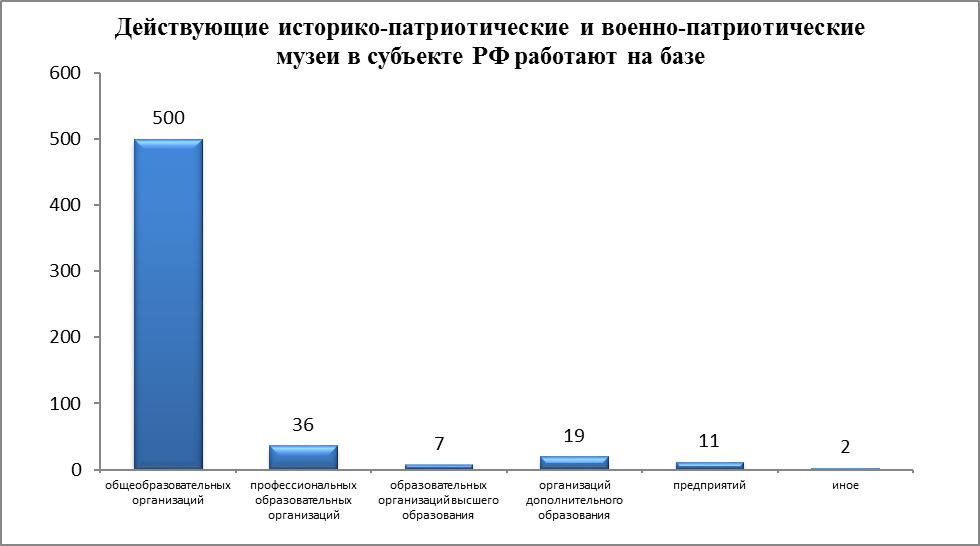 Действующие историко-патриотические и военно-патриотические
музеи в субъекте РФ работают на базе
600
500
400
300
200
100
0
500
36
7
19
11
2
общеобразовательных
организаций
профессиональных
образовательных
организаций
образовательных
организаций высшего
образования
организаций
дополнительного
образования
предприятий
иное